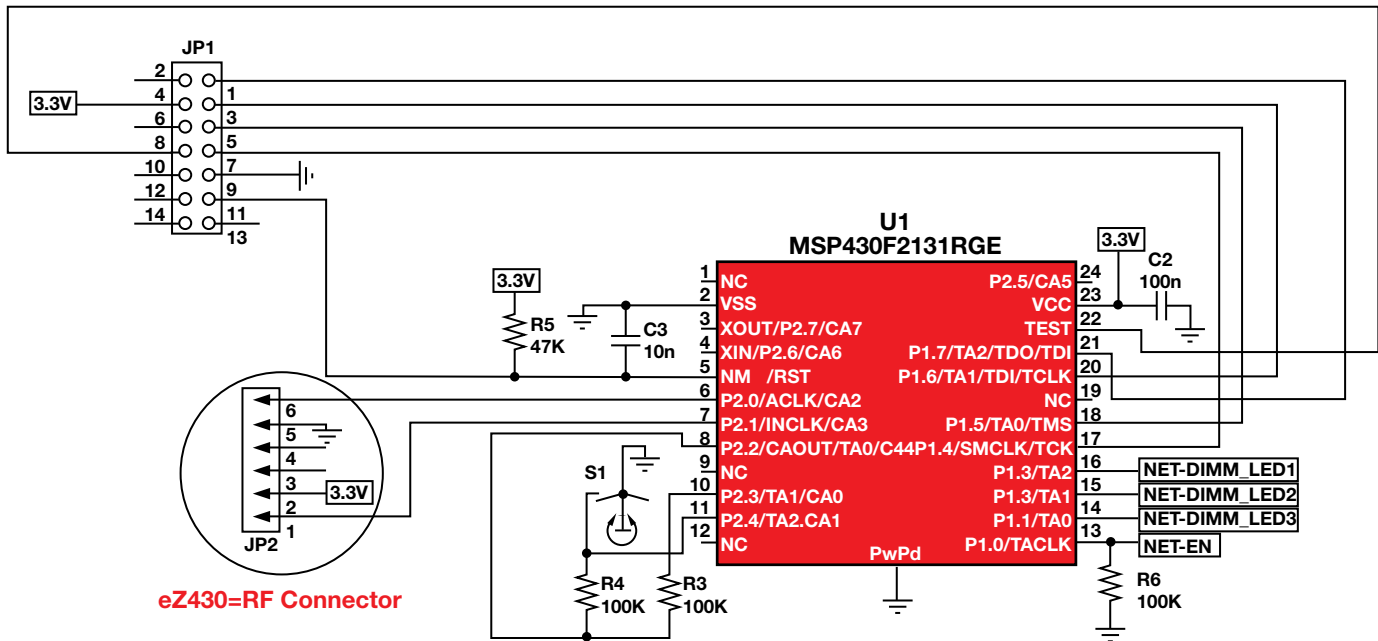 JP1
2
1
3.3V
4
3
6
5
8
7
10
9
12
11
14
13
U1
MSP430F2131RGE
3.3V
C2
100n
3.3V
R5
47K
C3
10n
1
NC
2
VSS
3
XOUT/P2.7/CA7
4
XIN/P2.6/CA6
5
NM /RST
6
P2.0/ACLK/CA2
7
P2.1/INCLK/CA3
8
P2.2/CAOUT/TA0/C44P1.4/SMCLK/TCK
9
NC
10
P2.3/TA1/CA0
11
P2.4/TA2.CA1
12
NC
P2.5/CA5
24
VCC
23
TEST
22
P1.7/TA2/TDO/TDI
21
P1.6/TA1/TDI/TCLK
20
NC
19
P1.5/TA0/TMS
18
17
P1.3/TA2
16
NET-DIMM_LED1
P1.3/TA1
15
NET-DIMM_LED2
P1.1/TA0
14
NET-DIMM_LED3
P1.0/TACLK
13
NET-EN
PwPd
R6
100K
S1
R4
100K
R3
100K
6
5
4
3
3.3V
2
1
JP2
eZ430=RF Connector